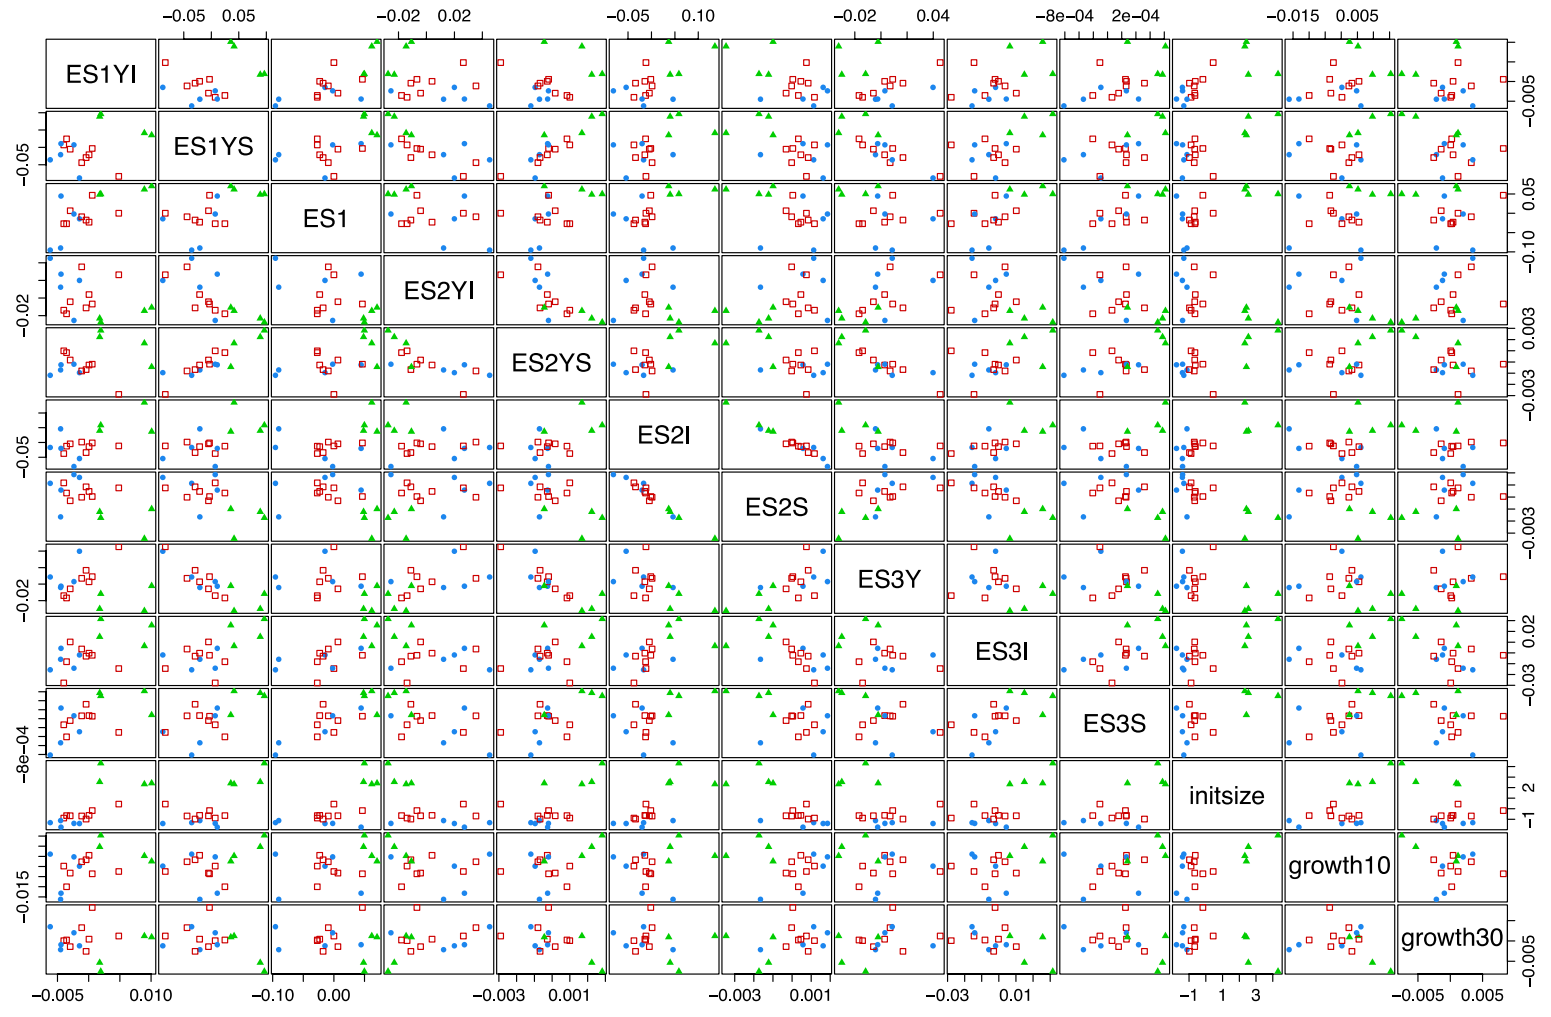 −0.05 0.05 −0.02 0.02 −0.05 0.10 −0.02 0.04 −8e−04 2e−04 −0.015 0.005
ES1YI
−0.005
ES1YS
−0.05
ES1
−0.10 0.05
ES2YI
−0.02
ES2YS
−0.003 0.003
ES2I
−0.05
ES2S
−0.003
ES3Y
−0.02
ES3I
−0.03 0.02
ES3S
−8e−04
initsize
−1 2
growth10
−0.015
growth30
−0.005
−0.005 0.010 −0.10 0.00 −0.003 0.001 −0.003 0.001 −0.03 0.01 −1 1 3 −0.005 0.005